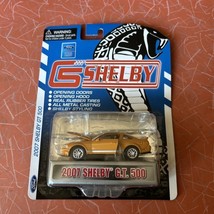 SHELBY
• OPENING DOORS
• OPENING HOOD
• REAL RUBBER TIRES
• ALL METAL CASTING
• SHELBY STYLING
2007 SHELBY GT 500
2007 SHELBY G.T. 500